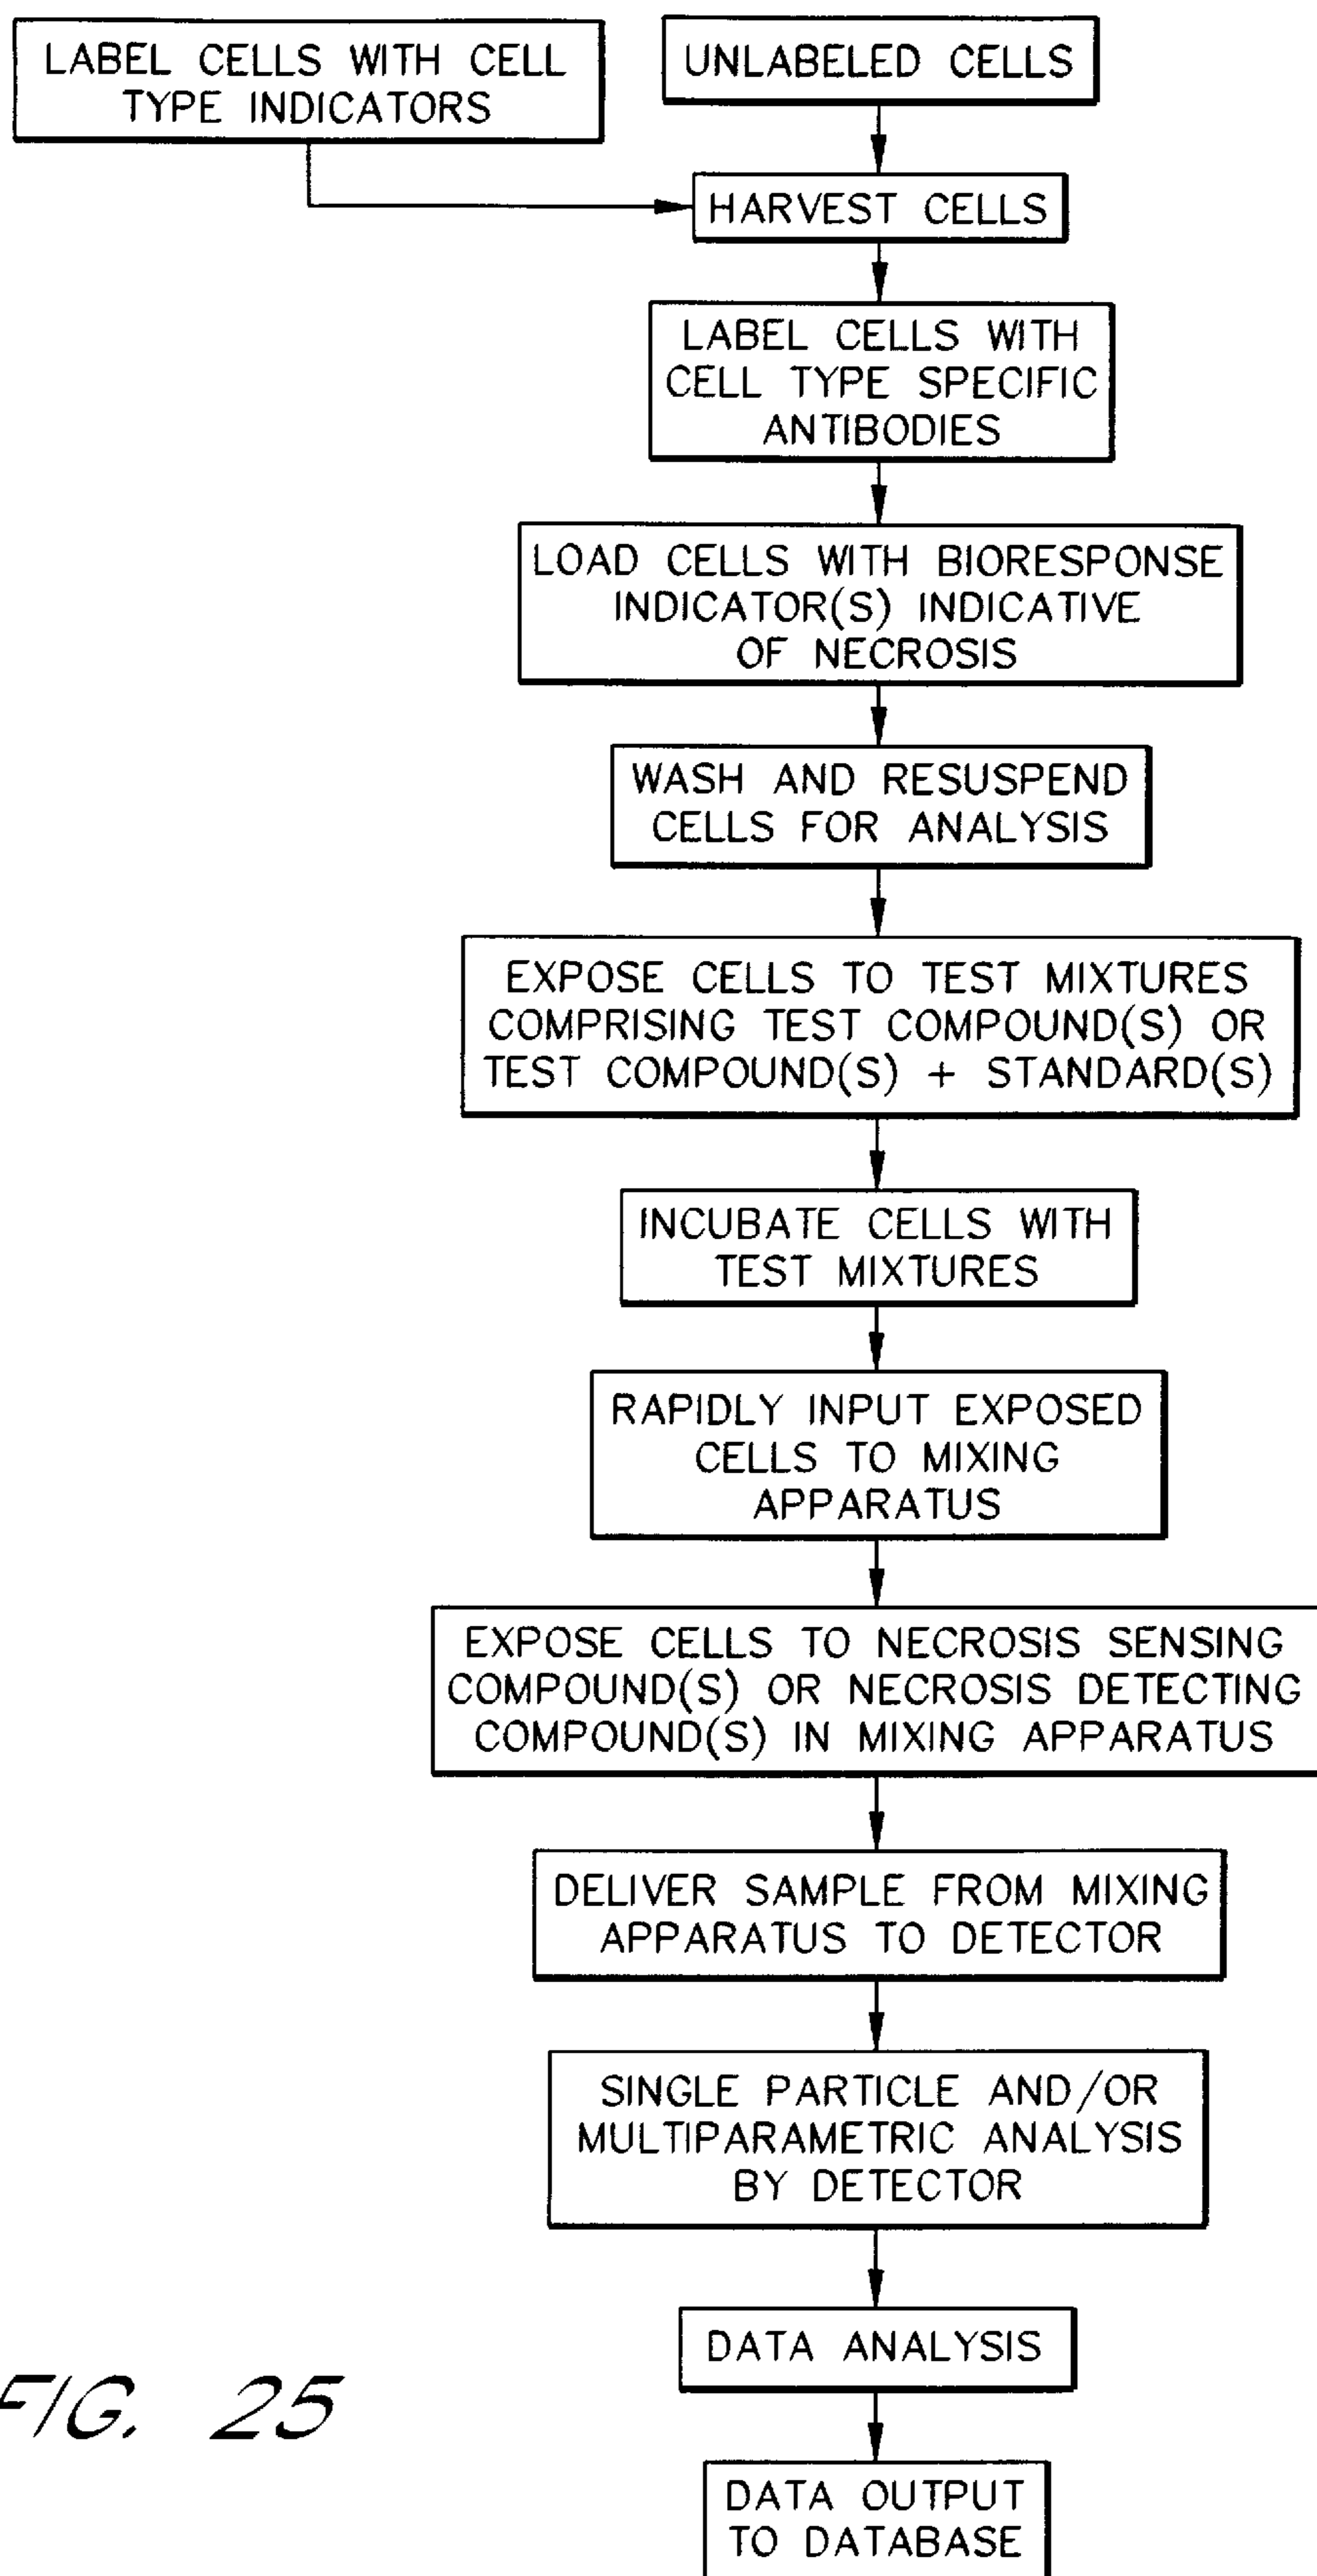 LABEL CELLS WITH CELL
TYPE INDICATORS
UNLABELED CELLS
HARVEST CELLS
LABEL CELLS WITH
CELL TYPE SPECIFIC
ANTIBODIES
LOAD CELLS WITH BIORESPONSE
INDICATOR(S) INDICATIVE
OF NECROSIS
WASH AND RESUSPEND
CELLS FOR ANALYSIS
EXPOSE CELLS TO TEST MIXTURES
COMPRISING TEST COMPOUND(S) OR
TEST COMPOUND(S) + STANDARD(S)
INCUBATE CELLS WITH
TEST MIXTURES
RAPIDLY INPUT EXPOSED
CELLS TO MIXING
APPARATUS
EXPOSE CELLS TO NECROSIS SENSING
COMPOUND(S) OR NECROSIS DETECTING
COMPOUND(S) IN MIXING APPARATUS
DELIVER SAMPLE FROM MIXING
APPARATUS TO DETECTOR
SINGLE PARTICLE AND/OR
MULTIPARAMETRIC ANALYSIS
BY DETECTOR
DATA ANALYSIS
DATA OUTPUT
TO DATABASE
FIG. 25